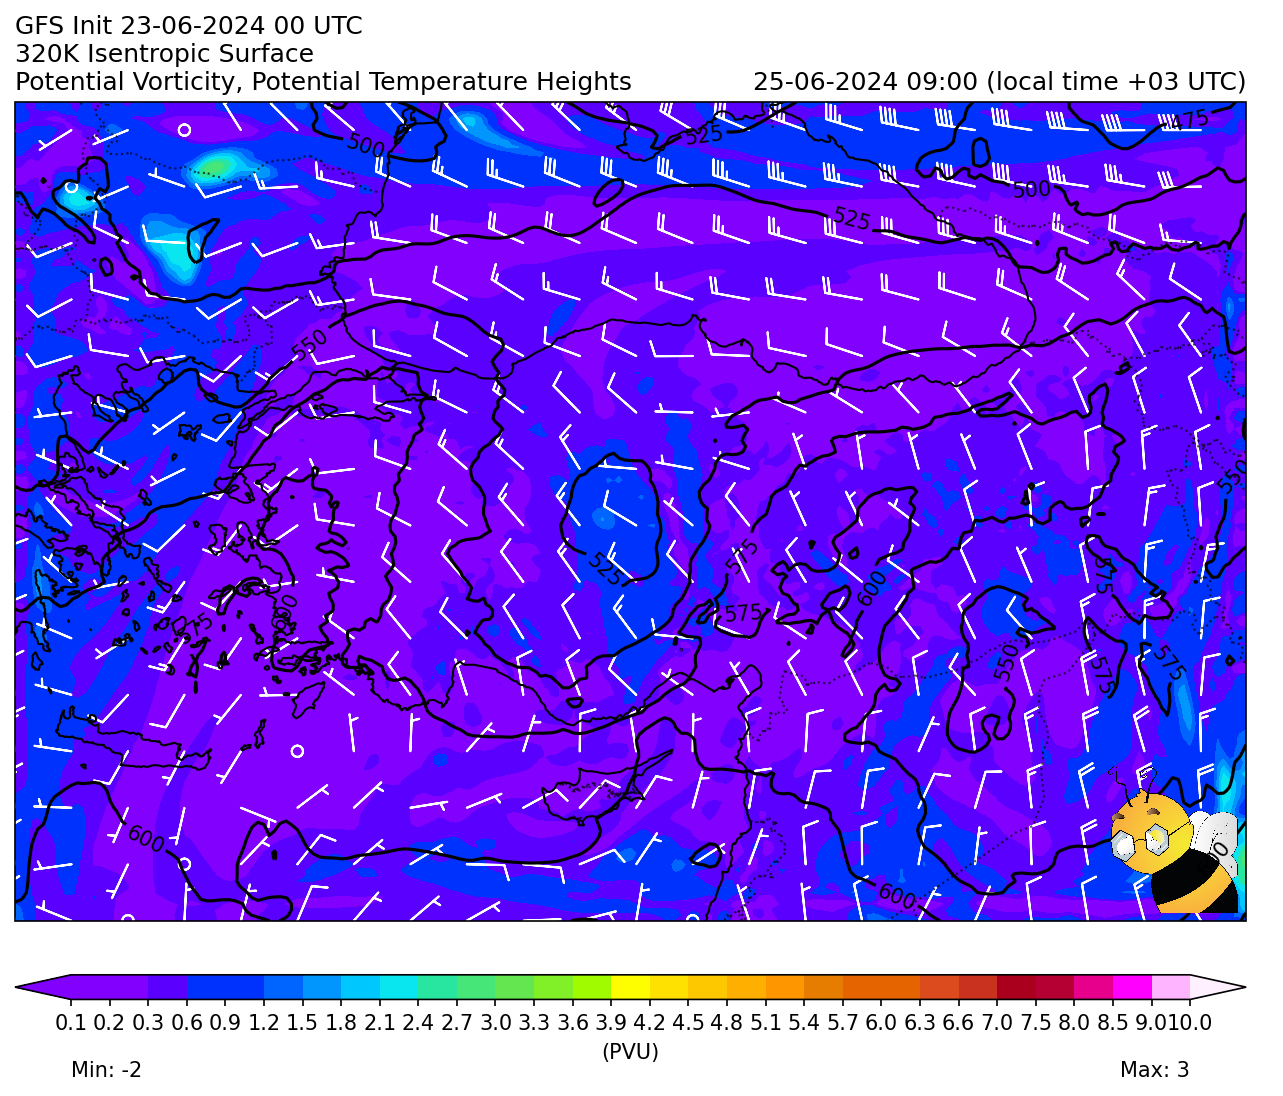 GFS Init 23-06-2024 00 UTC
320K Isentropic Surface
Potential Vorticity, Potential Temperature Heights
25-06-2024 09:00 (local time +03 UTC)
500
525
475
500
525
550
550
525
575
575
600
575
600
575
550
575
575
600
600
0.1 0.2 0.3 0.6 0.9 1.2 1.5 1.8 2.1 2.4 2.7 3.0 3.3 3.6 3.9 4.2 4.5 4.8 5.1 5.4 5.7 6.0 6.3 6.6 7.0 7.5 8.0 8.5 9.0 10.0
(PVU)
Min: -2
Max: 3